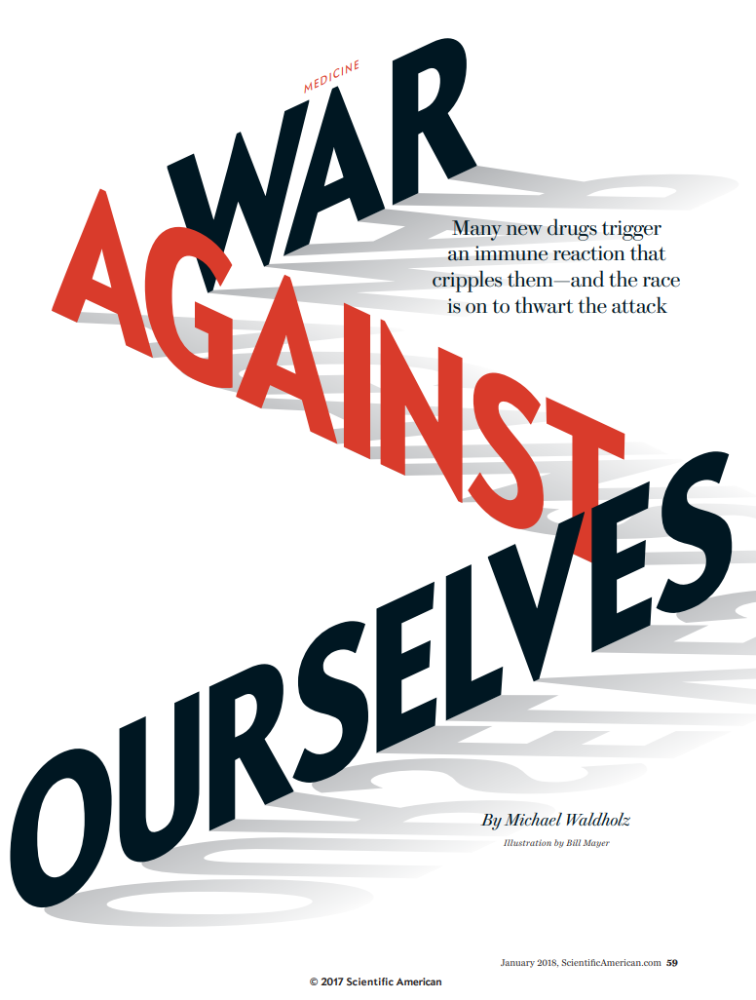 MEDICINE
WAR
AGAINST
OURSELVES
Many new drugs trigger
an immune reaction that
cripples them—and the race
is on to thwart the attack
By Michael Waldholz
Illustration by Bill Mayer
January 2018, ScientificAmerican.com 59
© 2017 Scientific American